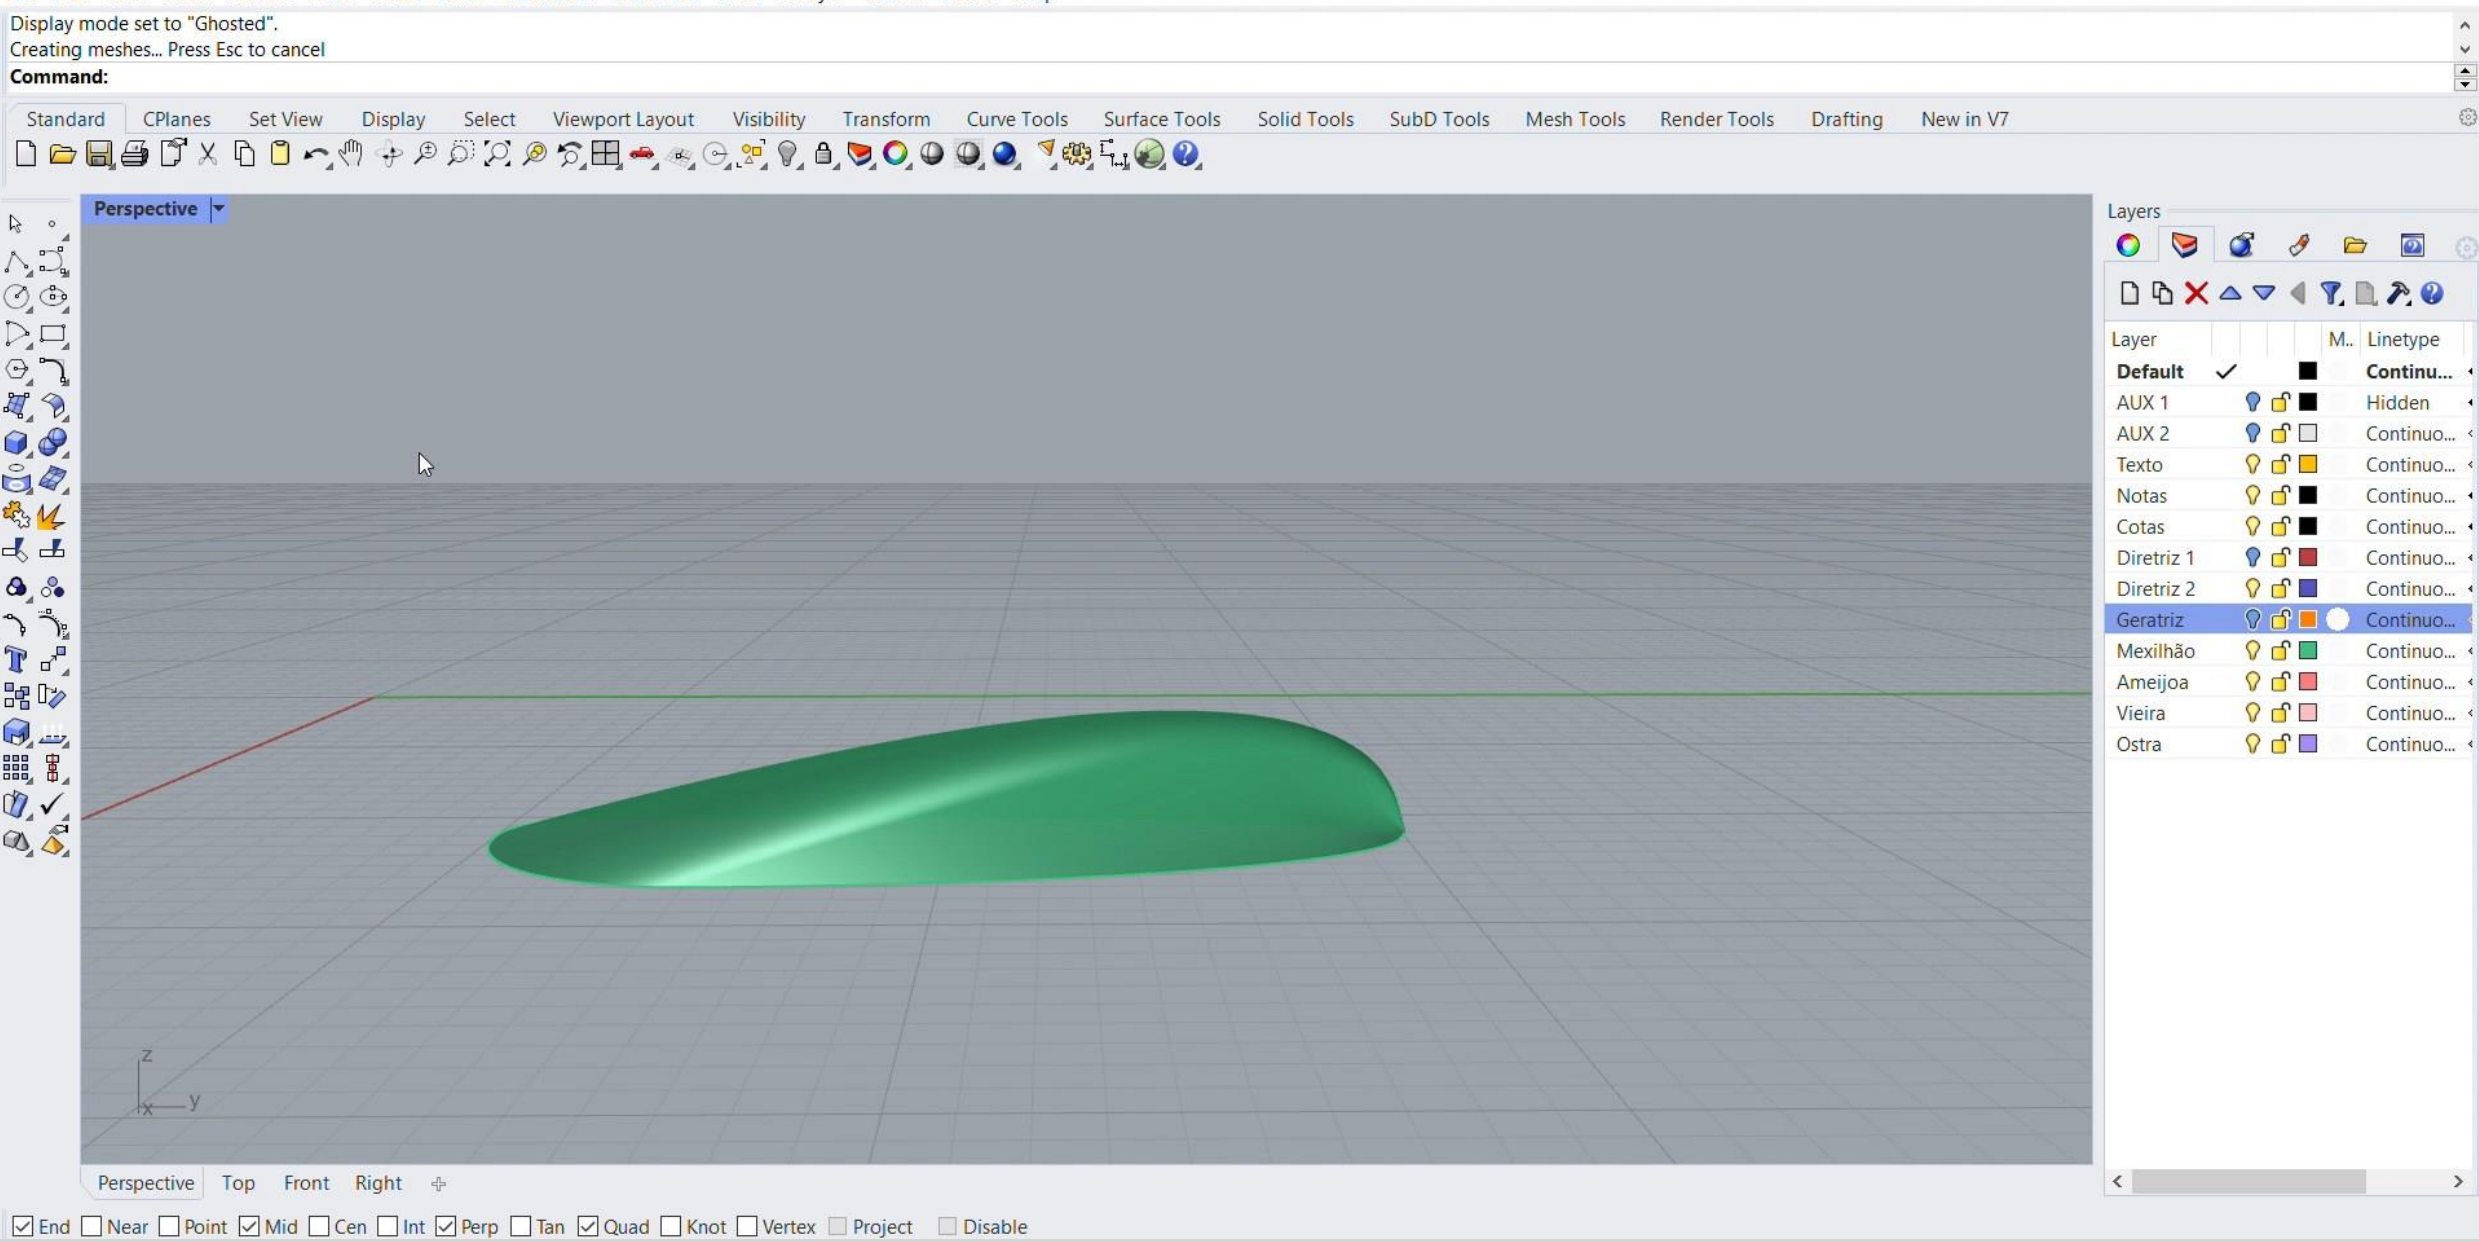 Display mode set to "Ghosted".
Creating meshes... Press Esc to cancel
Command:
Standard CPlanes Set View Display Select Viewport Layout Visibility Transform Curve Tools Surface Tools Solid Tools SubD Tools Mesh Tools Render Tools Drafting New in V7
Perspective
Layers
Layer M.. Linetype
Default Continu...
AUX 1 Hidden
AUX 2 Continuo...
Texto Continuo...
Notas Continuo...
Cotas Continuo...
Diretriz 1 Continuo...
Diretriz 2 Continuo...
Geratriz Continuo...
Mexilhão Continuo...
Ameijoa Continuo...
Vieira Continuo...
Ostra Continuo...
z
x y
Perspective Top Front Right
End Near Point Mid Cen Int Perp Tan Quad Knot Vertex Project Disable